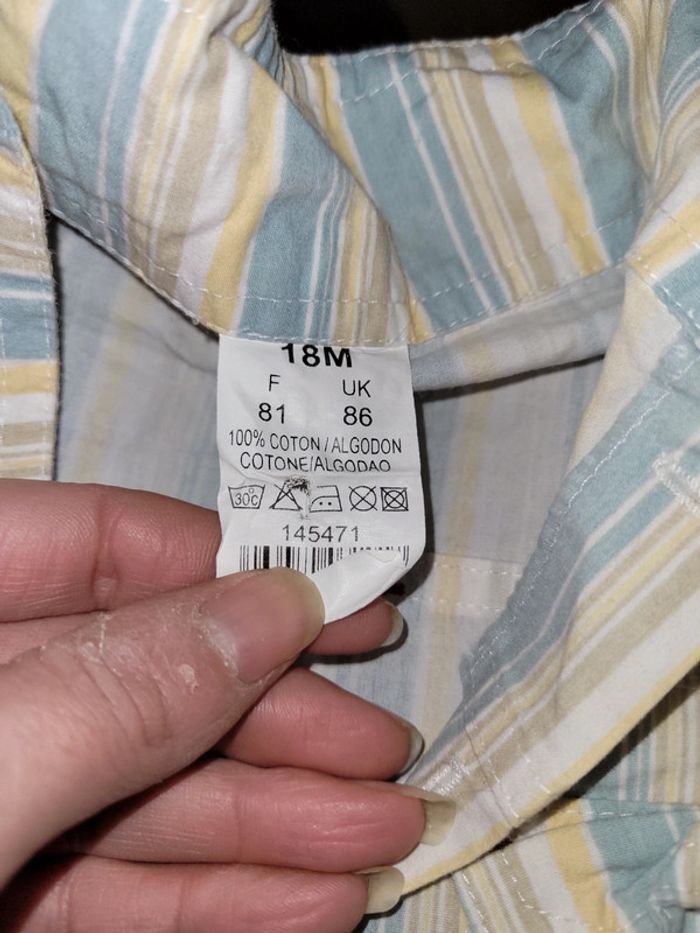 18M
F UK
81 86
100% COTON/ALGODON
COTONE/ALGODAO
30°C
145471